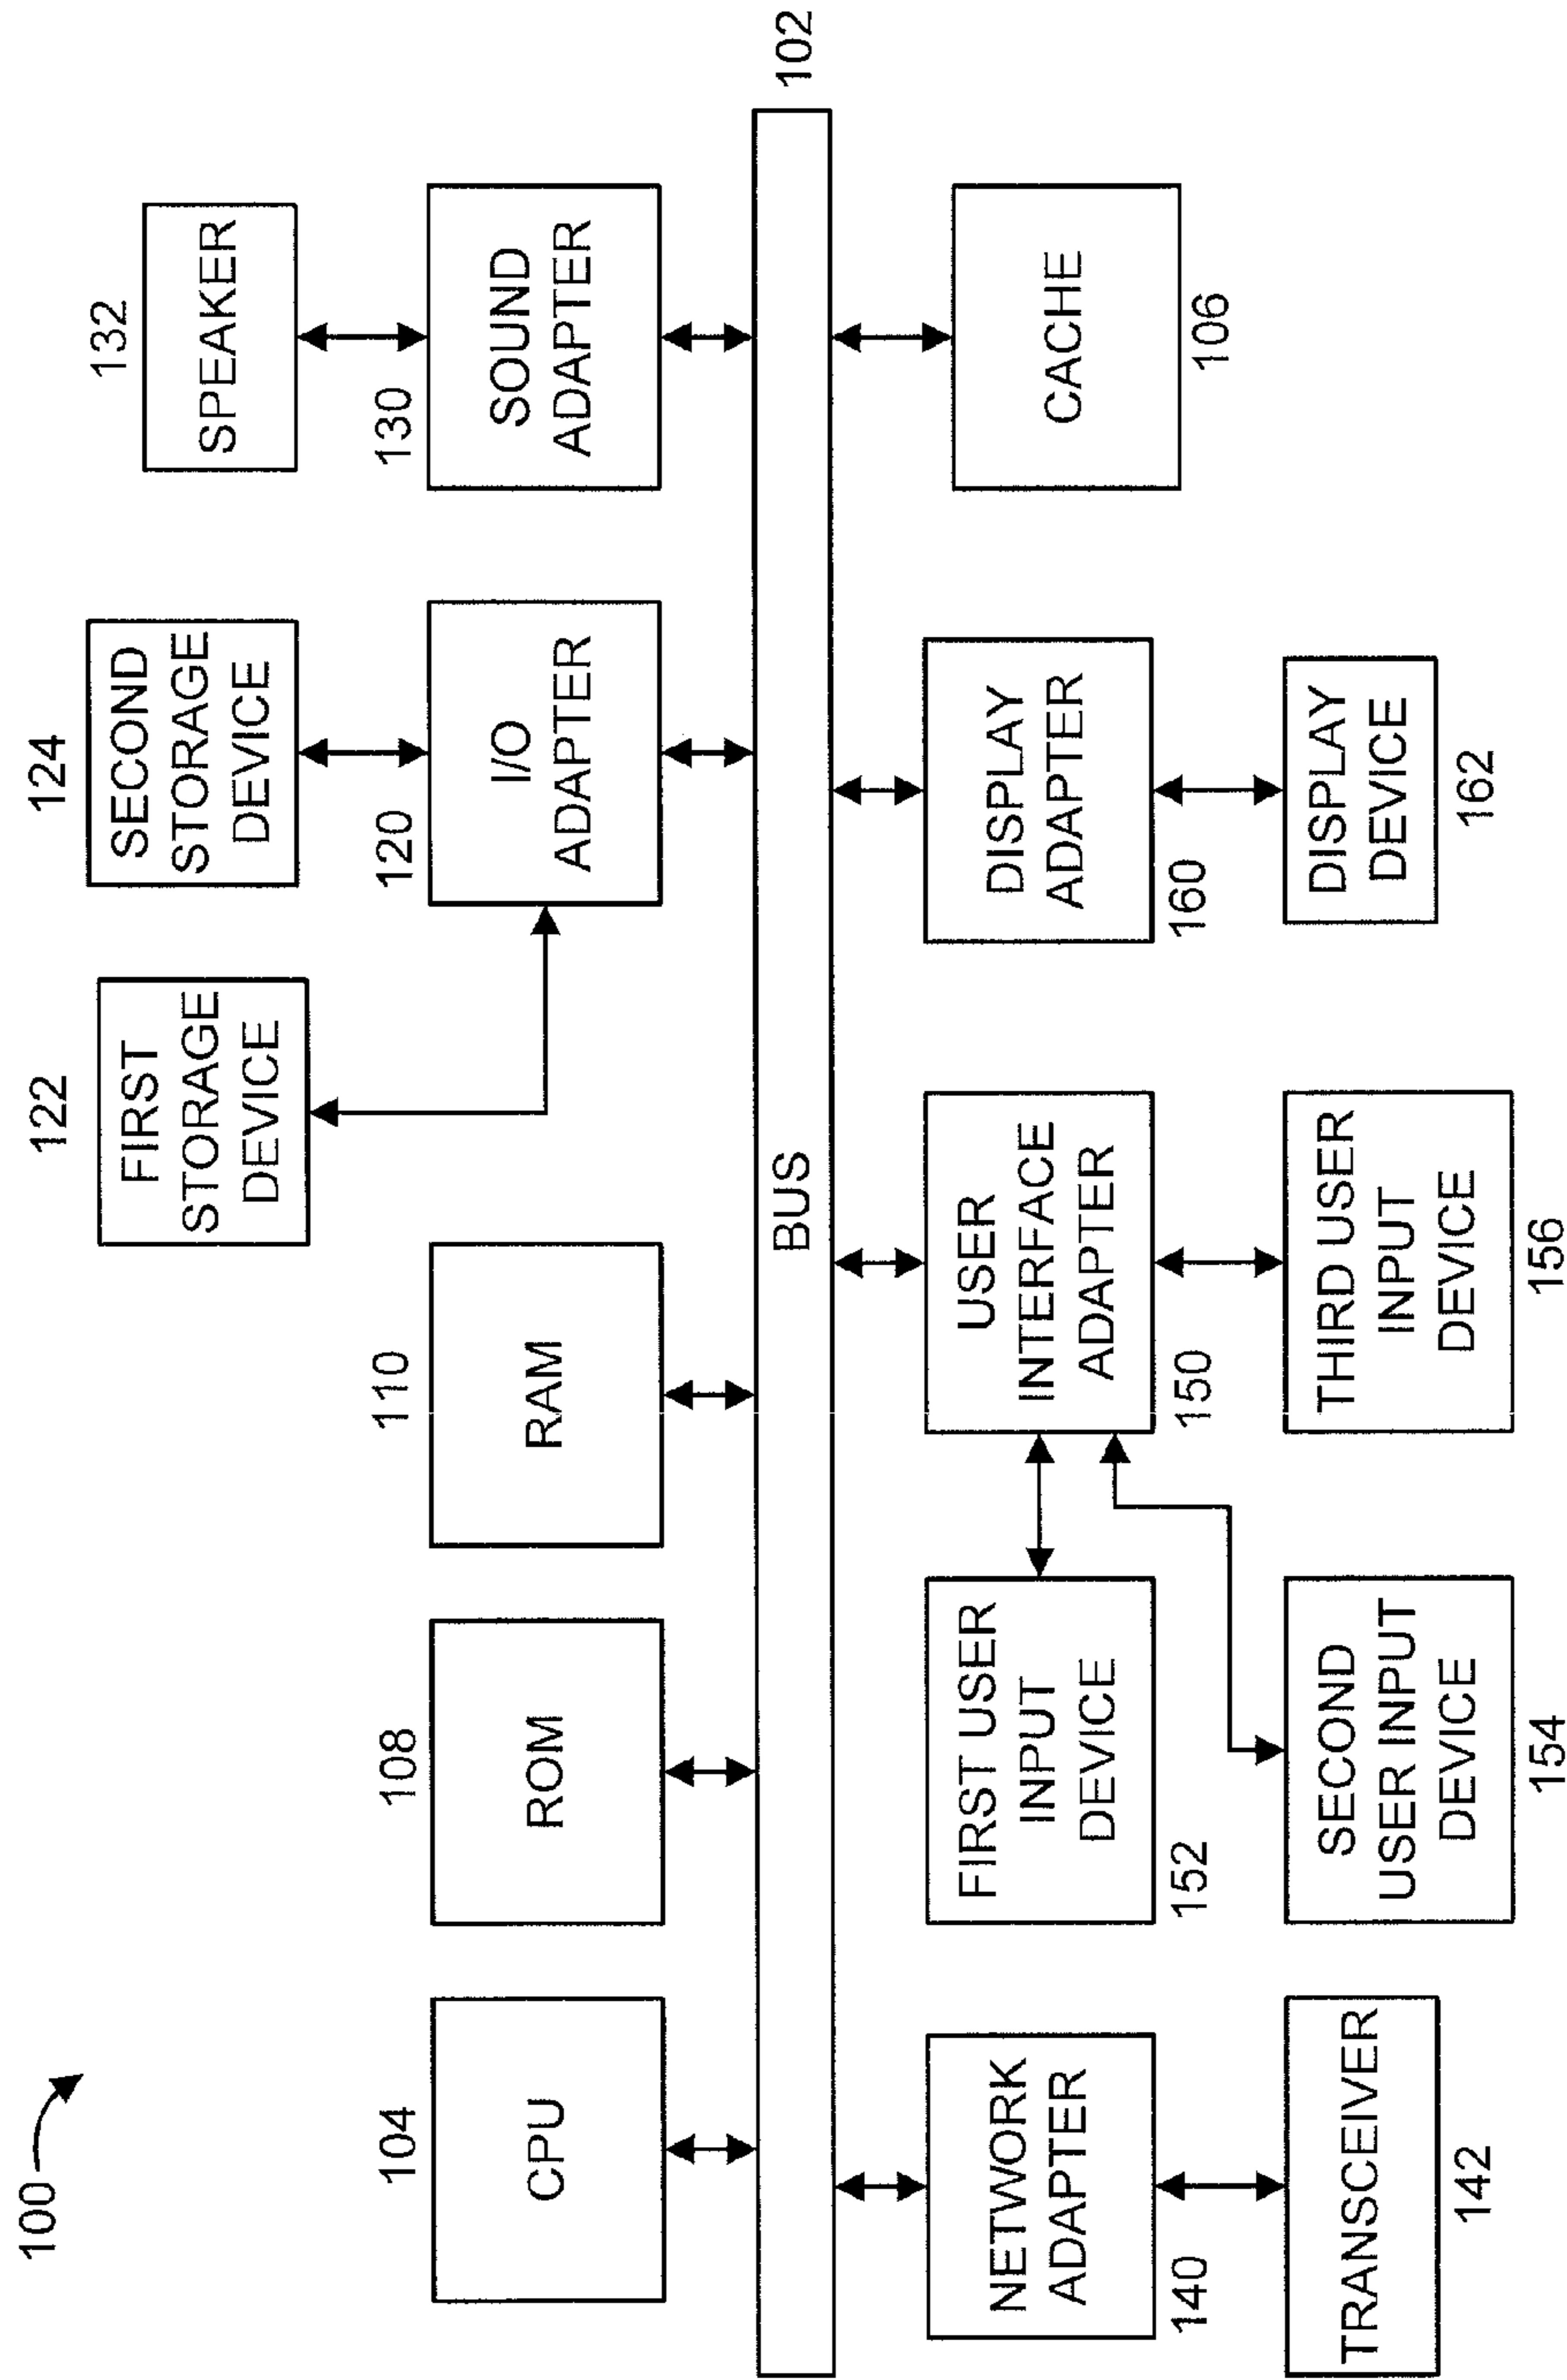 100
104
CPU
108
ROM
110
RAM
122
FIRST
STORAGE
DEVICE
124
SECOND
STORAGE
DEVICE
120
I/O
ADAPTER
132
SPEAKER
130
SOUND
ADAPTER
BUS
102
NETWORK
ADAPTER
140
TRANSCEIVER
142
FIRST USER
INPUT
DEVICE
152
SECOND
USER INPUT
DEVICE
154
USER
INTERFACE
ADAPTER
150
THIRD USER
INPUT
DEVICE
156
DISPLAY
ADAPTER
160
DISPLAY
DEVICE
162
CACHE
106